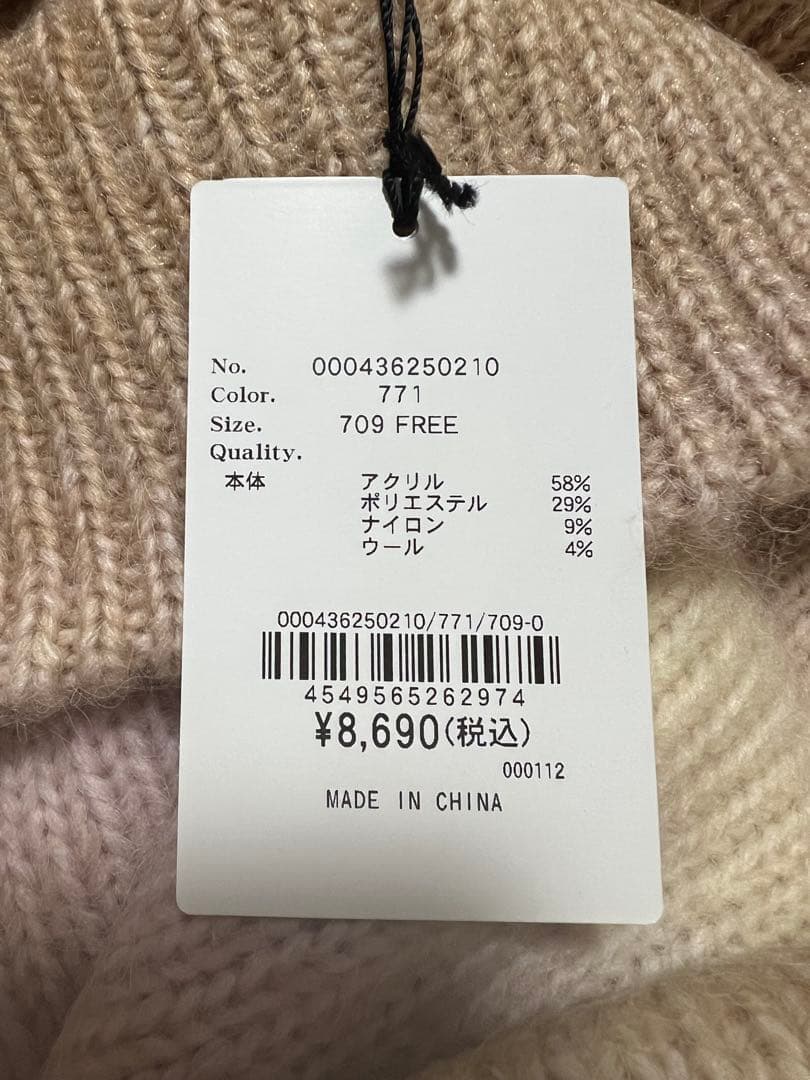 No. 000436250210
Color. 771
Size. 709 FREE
Quality.
本体 アクリル 58%
ポリエステル 29%
ナイロン 9%
ウール 4%
000436250210/771/709-0
4549565262974
¥8,690(税込)
000112
MADE IN CHINA